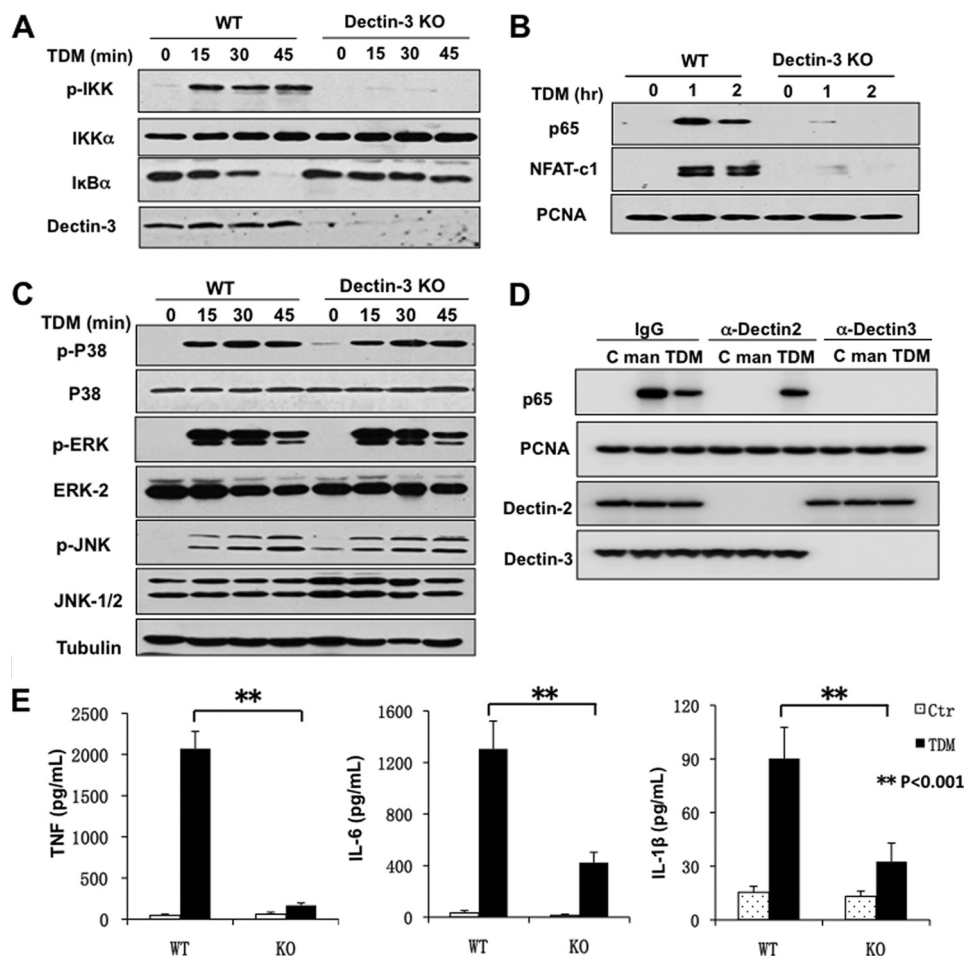 A
WT
Dectin-3 KO
TDM (min) 0 15 30 45 0 15 30 45
p-IKK
IKKα
IκBα
Dectin-3
B
WT
Dectin-3 KO
TDM (hr) 0 1 2 0 1 2
p65
NFAT-c1
PCNA
C
WT
Dectin-3 KO
TDM (min) 0 15 30 45 0 15 30 45
p-P38
P38
p-ERK
ERK-2
p-JNK
JNK-1/2
Tubulin
D
IgG α-Dectin2 α-Dectin3
C man TDM C man TDM C man TDM
p65
PCNA
Dectin-2
Dectin-3
E
TNF (pg/mL)
2500
2000
1500
1000
500
0
**
WT KO
IL-6 (pg/mL)
1600
1200
800
400
0
**
WT KO
IL-1β (pg/mL)
120
90
60
30
0
**
WT KO
Ctr
TDM
** P<0.001